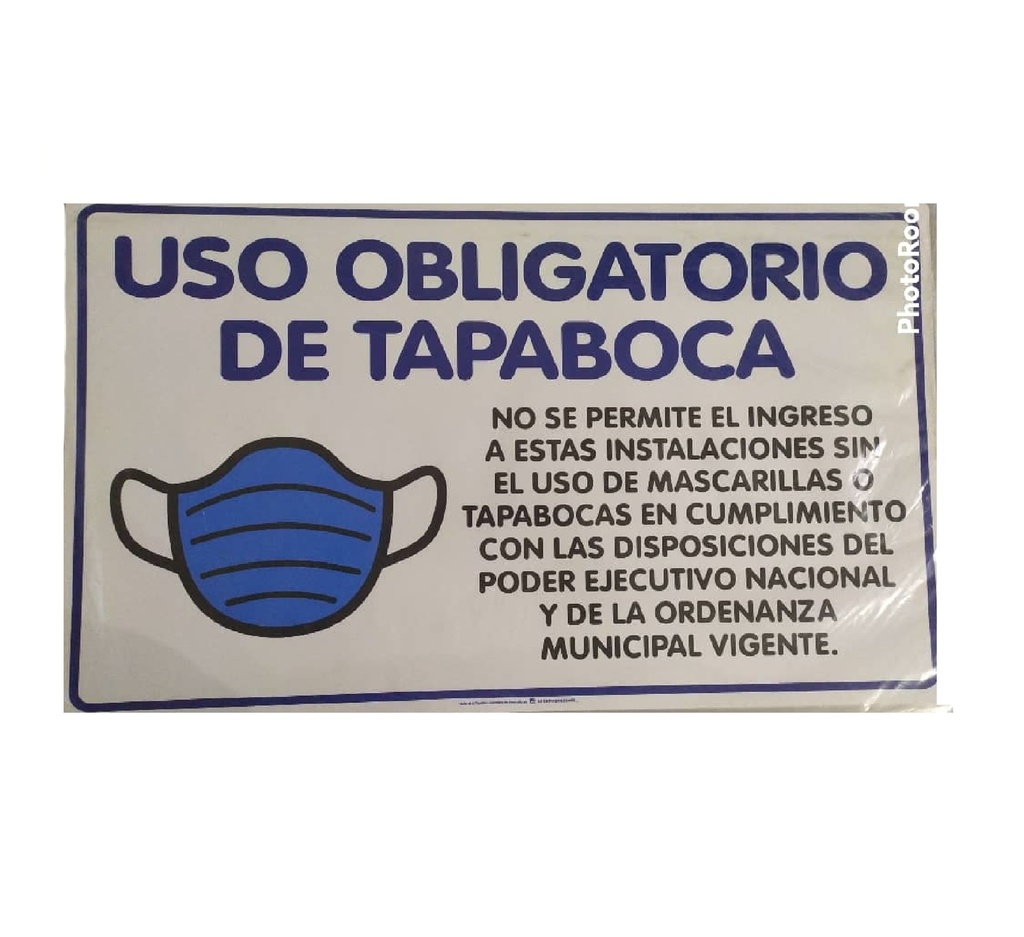 USO OBLIGATORIO
DE TAPABOCA
NO SE PERMITE EL INGRESO
A ESTAS INSTALACIONES SIN
EL USO DE MASCARILLAS O
TAPABOCAS EN CUMPLIMIENTO
CON LAS DISPOSICIONES DEL
PODER EJECUTIVO NACIONAL
Y DE LA ORDENANZA
MUNICIPAL VIGENTE.
PhotoRoo